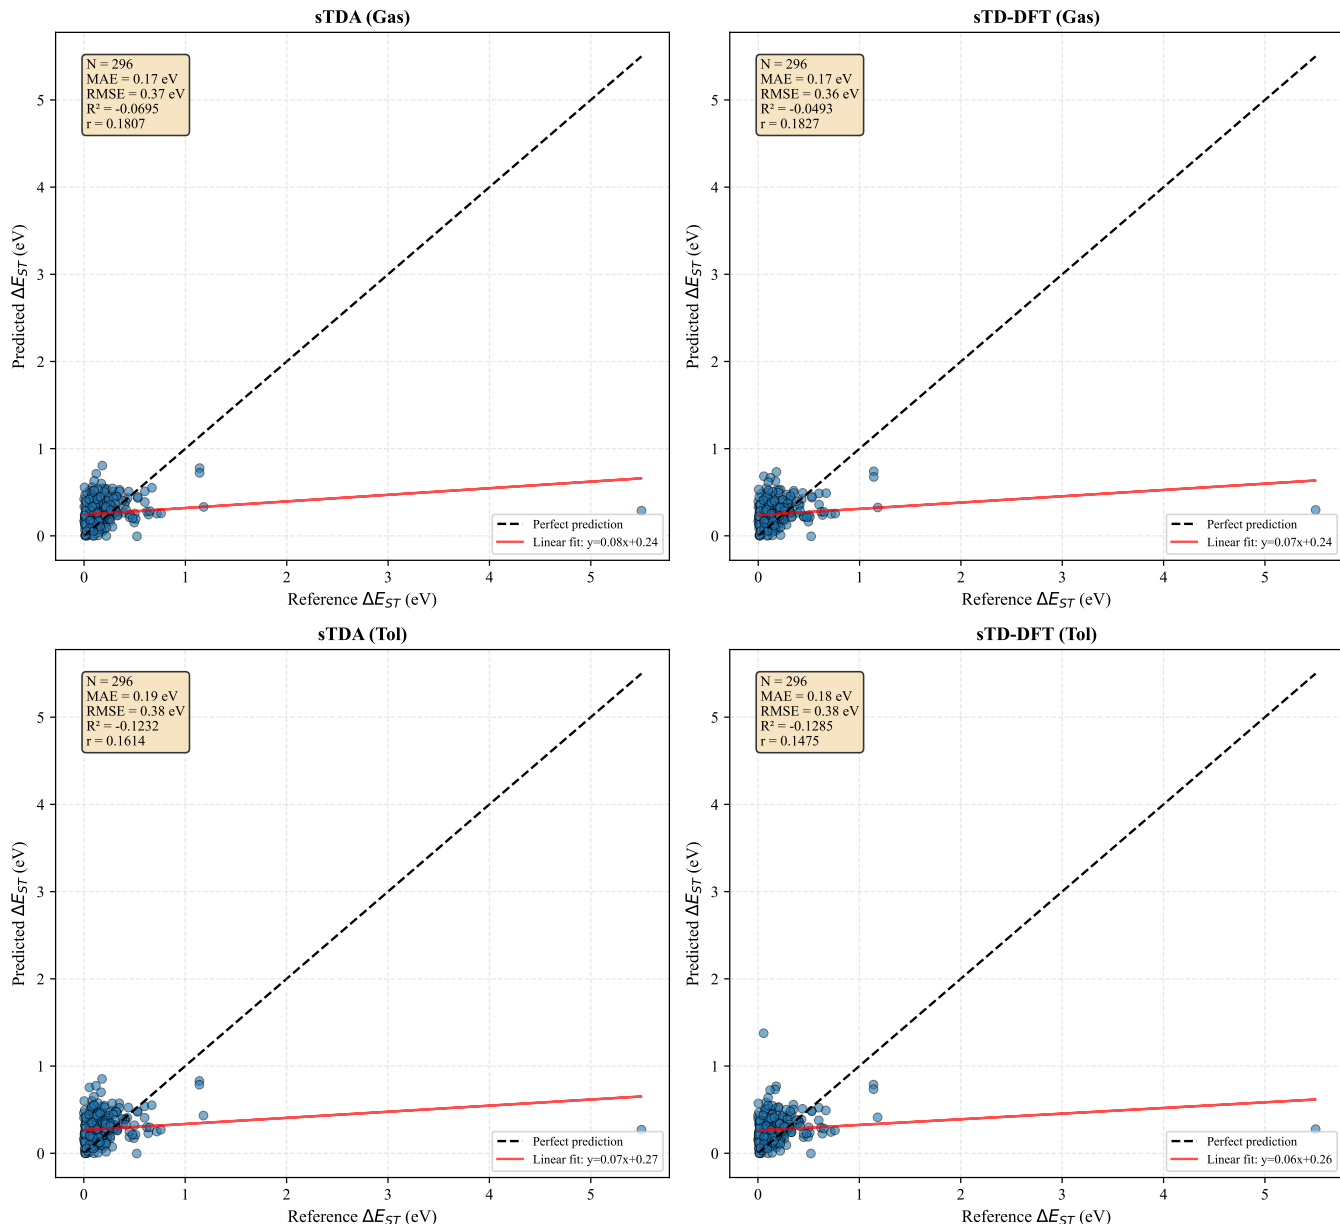 sTDA (Gas)
N = 296
MAE = 0.17 eV
RMSE = 0.37 eV
R² = -0.0695
r = 0.1807
Predicted ΔE_ST (eV)
5
4
3
2
1
0
Perfect prediction
Linear fit: y=0.08x+0.24
0 1 2 3 4 5
Reference ΔE_ST (eV)
sTD-DFT (Gas)
N = 296
MAE = 0.17 eV
RMSE = 0.36 eV
R² = -0.0493
r = 0.1827
Predicted ΔE_ST (eV)
5
4
3
2
1
0
Perfect prediction
Linear fit: y=0.07x+0.24
0 1 2 3 4 5
Reference ΔE_ST (eV)
sTDA (Tol)
N = 296
MAE = 0.19 eV
RMSE = 0.38 eV
R² = -0.1232
r = 0.1614
Predicted ΔE_ST (eV)
5
4
3
2
1
0
Perfect prediction
Linear fit: y=0.07x+0.27
0 1 2 3 4 5
Reference ΔE_ST (eV)
sTD-DFT (Tol)
N = 296
MAE = 0.18 eV
RMSE = 0.38 eV
R² = -0.1285
r = 0.1475
Predicted ΔE_ST (eV)
5
4
3
2
1
0
Perfect prediction
Linear fit: y=0.06x+0.26
0 1 2 3 4 5
Reference ΔE_ST (eV)